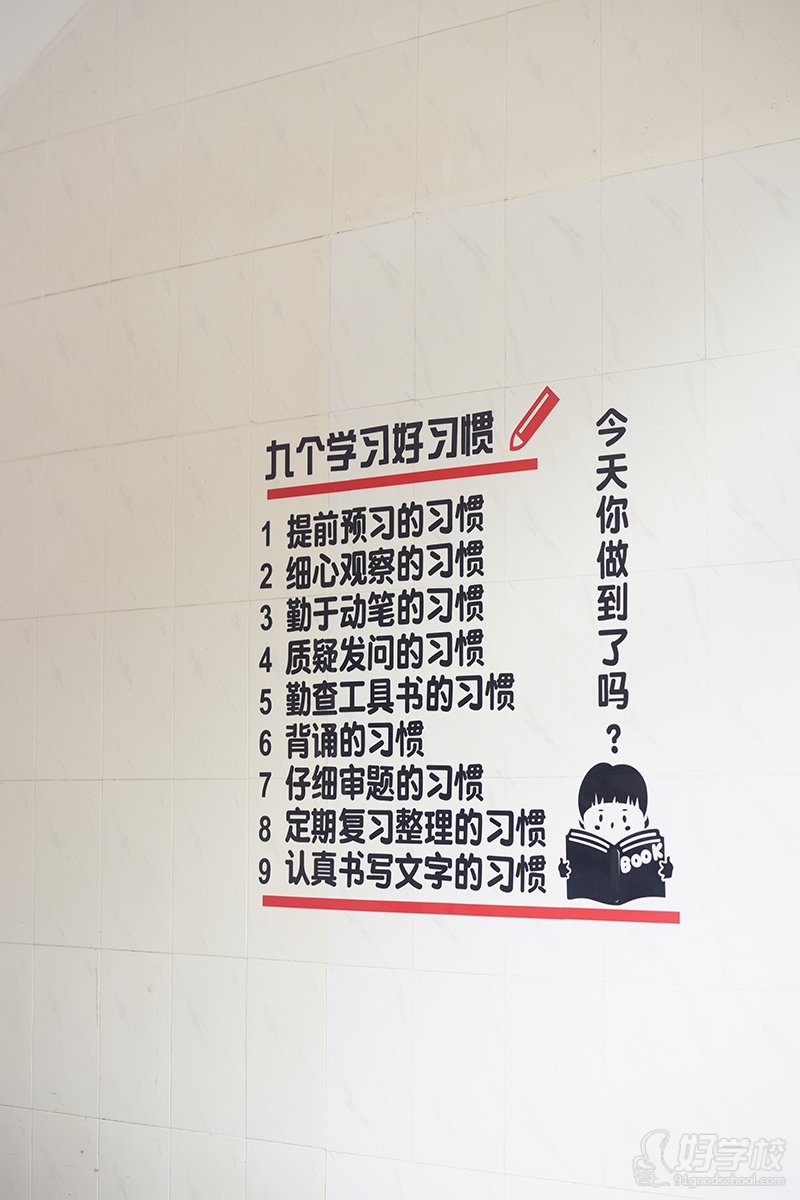 九个学习好习惯
1 提前预习的习惯
2 细心观察的习惯
3 勤于动笔的习惯
4 质疑发问的习惯
5 勤查工具书的习惯
6 背诵的习惯
7 仔细审题的习惯
8 定期复习整理的习惯
9 认真书写文字的习惯
今天你做到了吗？
BOOK
好学校
91goodschool.com